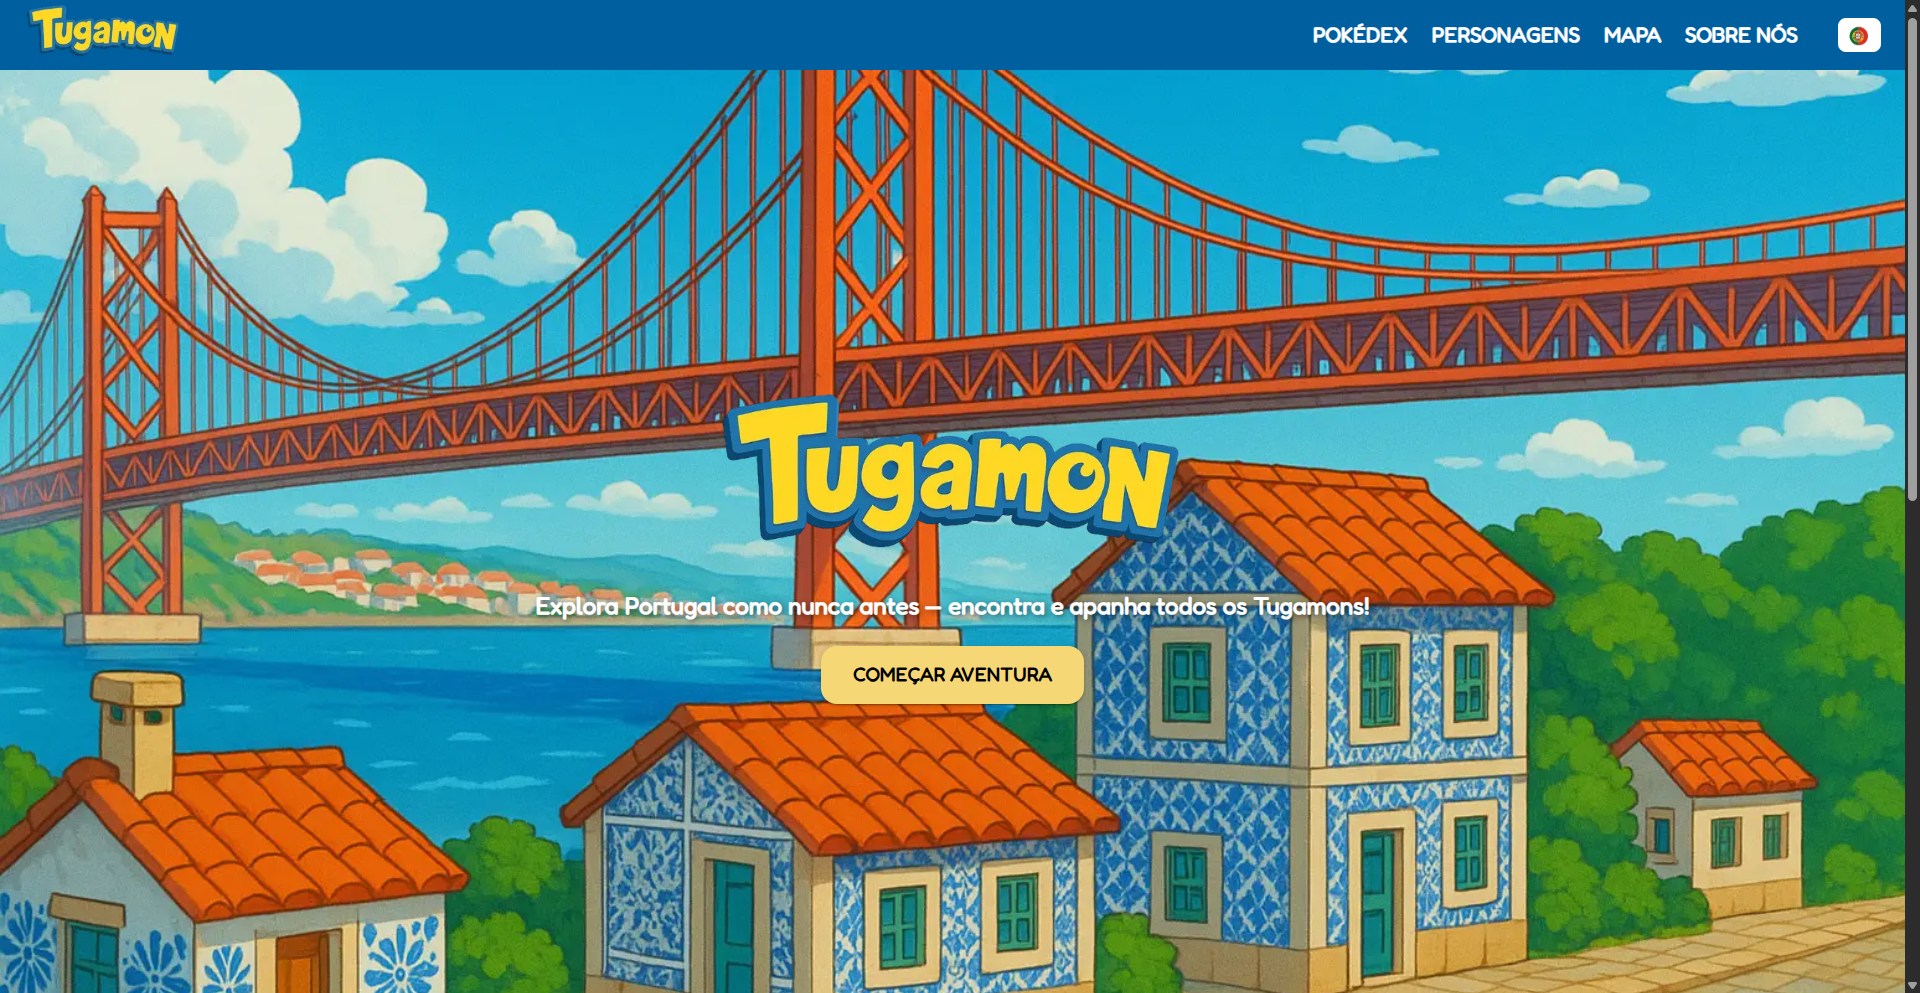 Tugamon
POKÉDEX PERSONAGENS MAPA SOBRE NÓS
Tugamon
Explora Portugal como nunca antes — encontra e apanha todos os Tugamons!
COMEÇAR AVENTURA